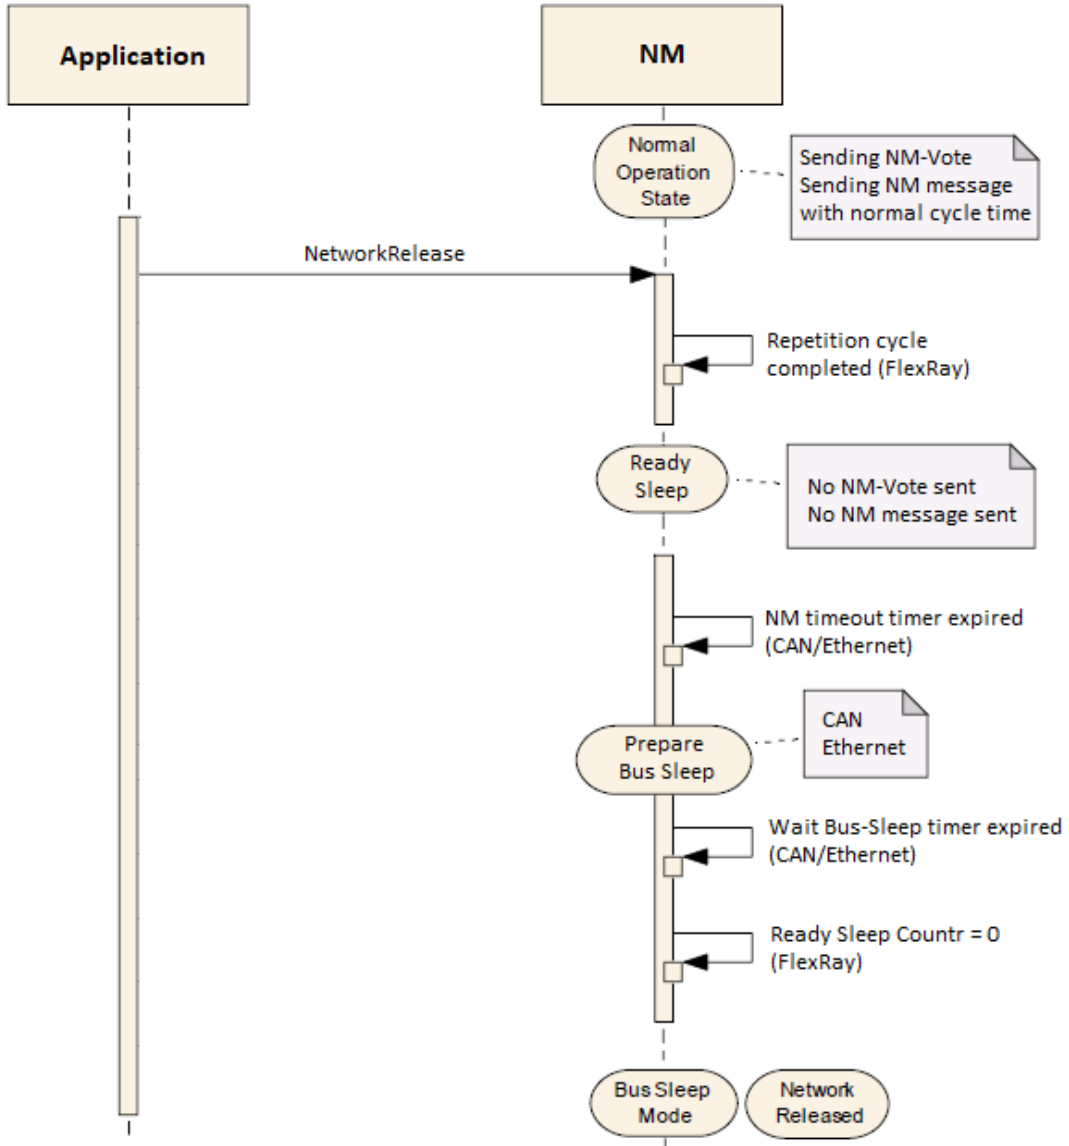 Application
NM
Normal
Operation
State
Sending NM-Vote
Sending NM message
with normal cycle time
NetworkRelease
Repetition cycle
completed (FlexRay)
Ready
Sleep
No NM-Vote sent
No NM message sent
NM timeout timer expired
(CAN/Ethernet)
Prepare
Bus Sleep
CAN
Ethernet
Wait Bus-Sleep timer expired
(CAN/Ethernet)
Ready Sleep Countr = 0
(FlexRay)
Bus Sleep
Mode
Network
Released